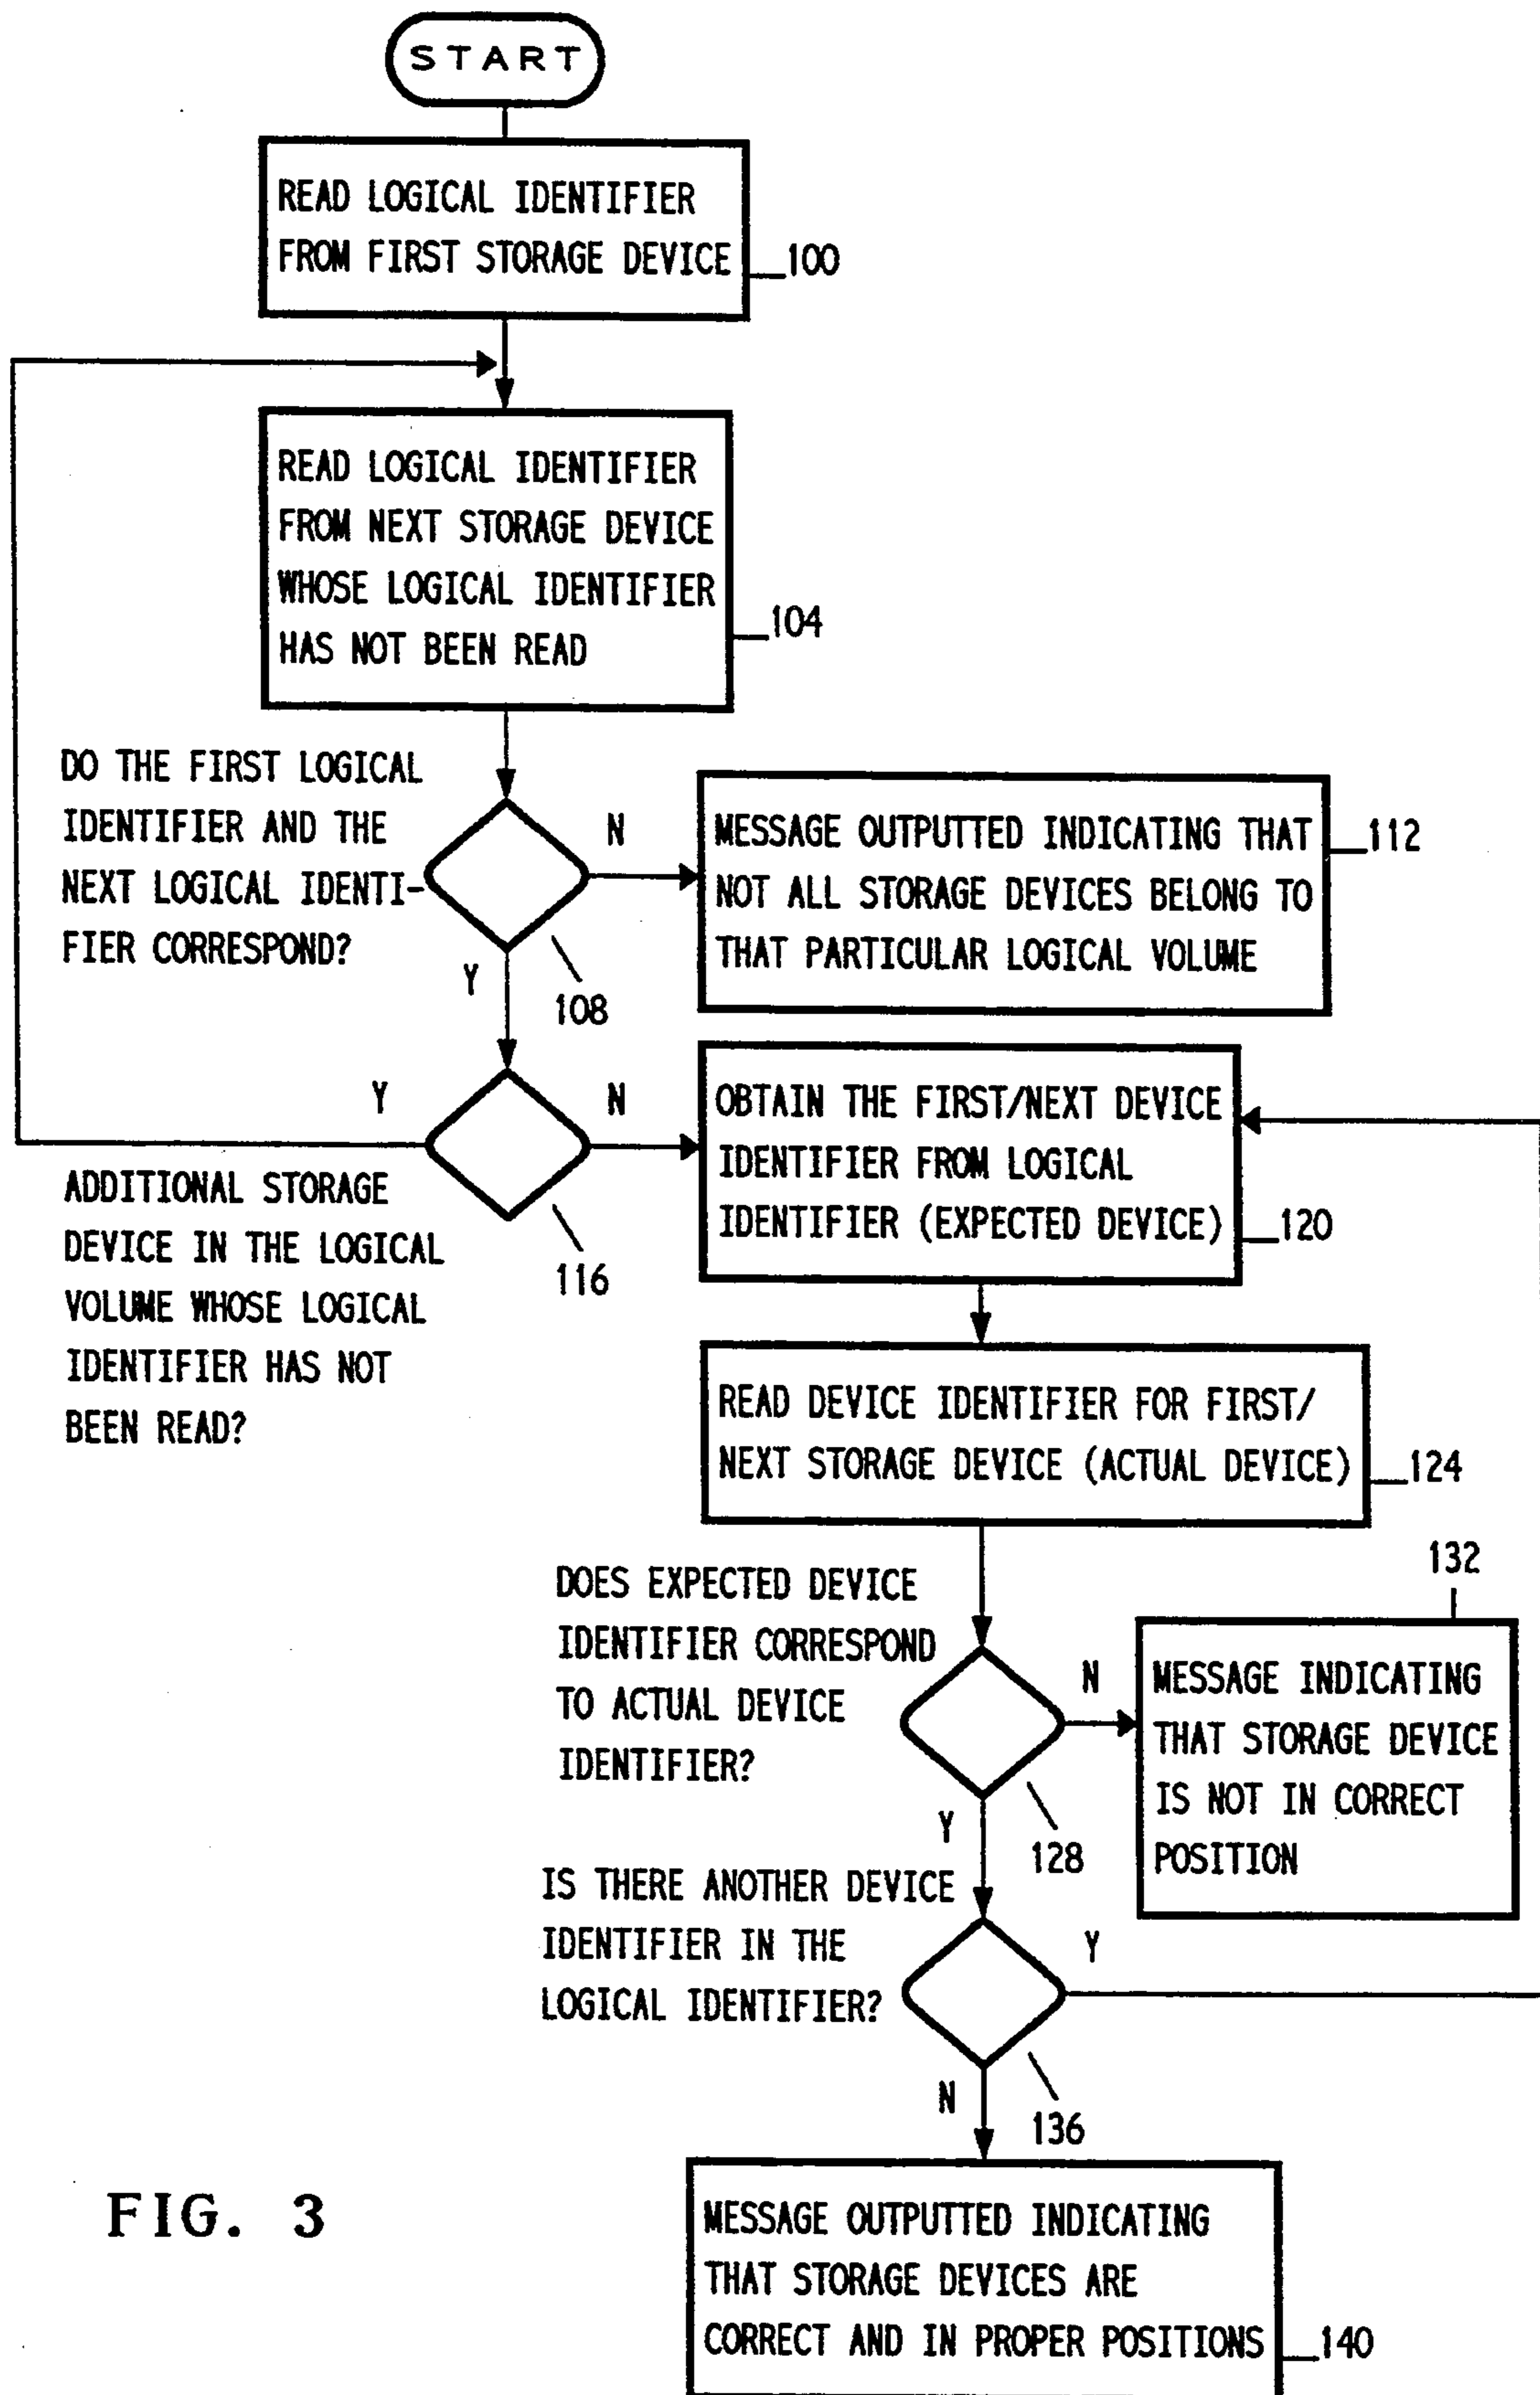 START
READ LOGICAL IDENTIFIER
FROM FIRST STORAGE DEVICE
100
READ LOGICAL IDENTIFIER
FROM NEXT STORAGE DEVICE
WHOSE LOGICAL IDENTIFIER
HAS NOT BEEN READ
104
DO THE FIRST LOGICAL
IDENTIFIER AND THE
NEXT LOGICAL IDENTI-
FIER CORRESPOND?
N
Y
108
MESSAGE OUTPUTTED INDICATING THAT
NOT ALL STORAGE DEVICES BELONG TO
THAT PARTICULAR LOGICAL VOLUME
112
Y
N
ADDITIONAL STORAGE
DEVICE IN THE LOGICAL
VOLUME WHOSE LOGICAL
IDENTIFIER HAS NOT
BEEN READ?
116
OBTAIN THE FIRST/NEXT DEVICE
IDENTIFIER FROM LOGICAL
IDENTIFIER (EXPECTED DEVICE)
120
READ DEVICE IDENTIFIER FOR FIRST/
NEXT STORAGE DEVICE (ACTUAL DEVICE)
124
DOES EXPECTED DEVICE
IDENTIFIER CORRESPOND
TO ACTUAL DEVICE
IDENTIFIER?
N
Y
128
132
MESSAGE INDICATING
THAT STORAGE DEVICE
IS NOT IN CORRECT
POSITION
IS THERE ANOTHER DEVICE
IDENTIFIER IN THE
LOGICAL IDENTIFIER?
Y
N
136
MESSAGE OUTPUTTED INDICATING
THAT STORAGE DEVICES ARE
CORRECT AND IN PROPER POSITIONS
140
FIG. 3